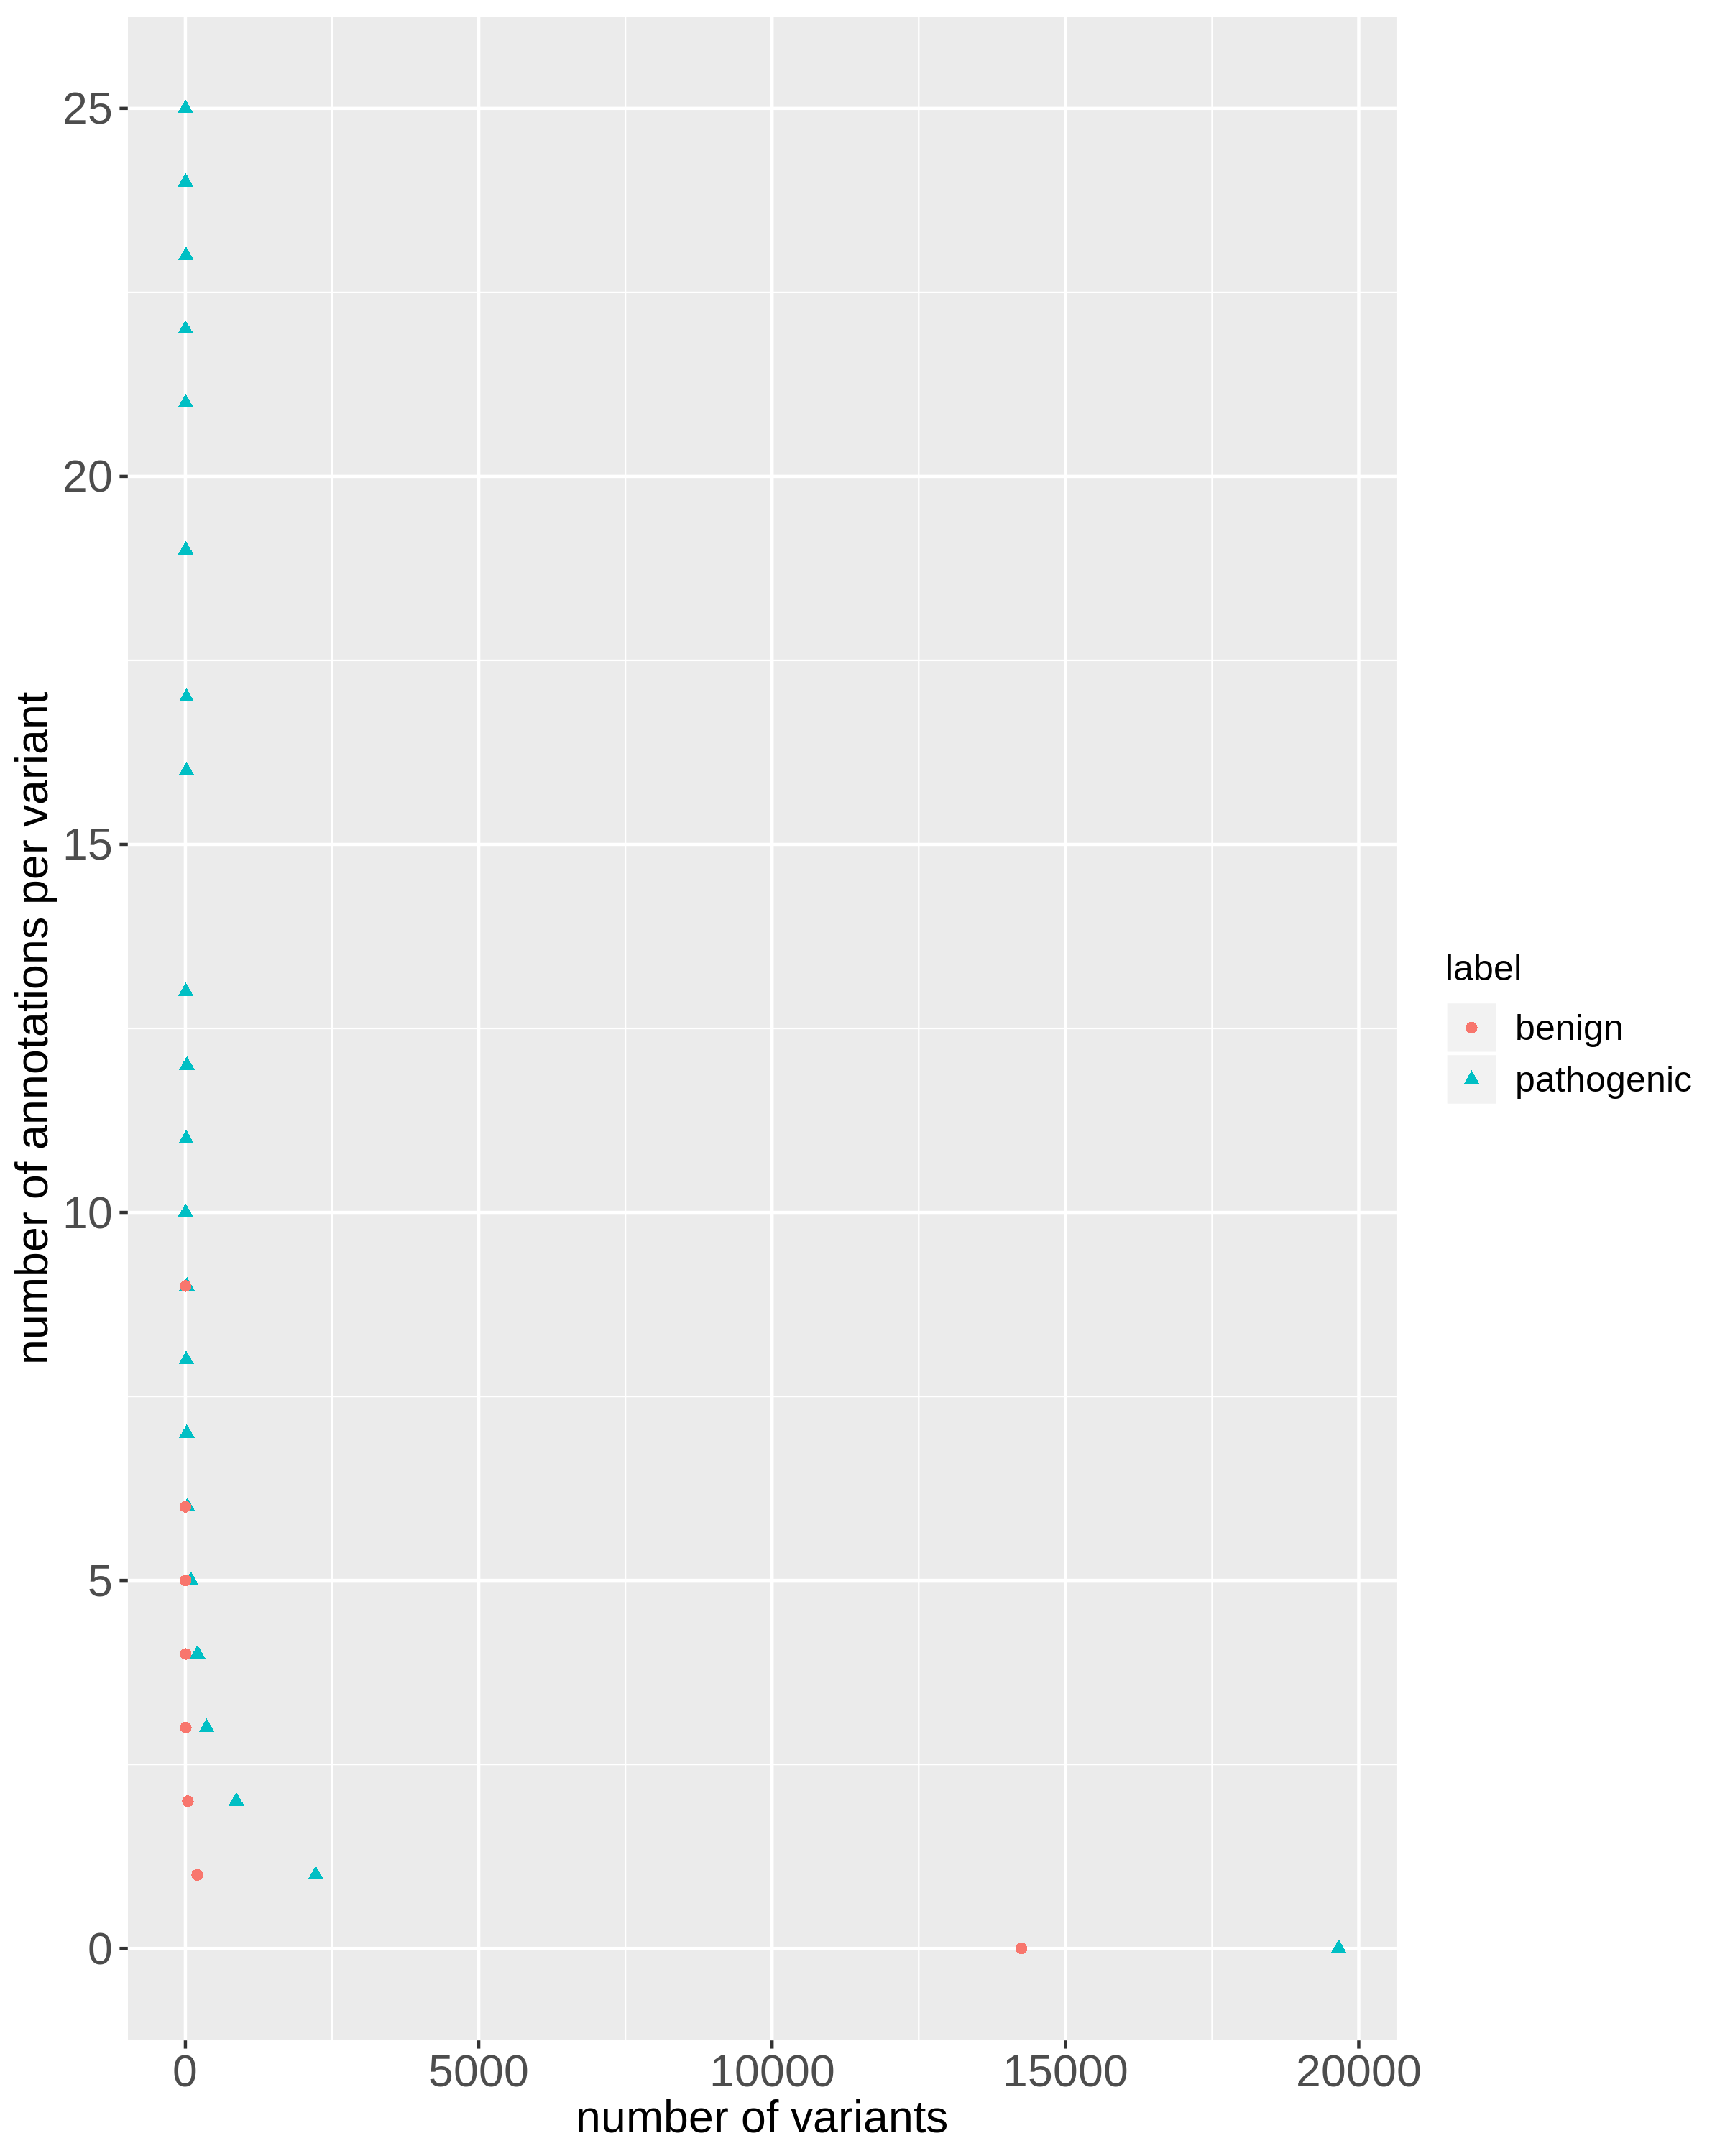 25
20
15
10
5
0
number of annotations per variant
0 5000 10000 15000 20000
number of variants
label
benign
pathogenic